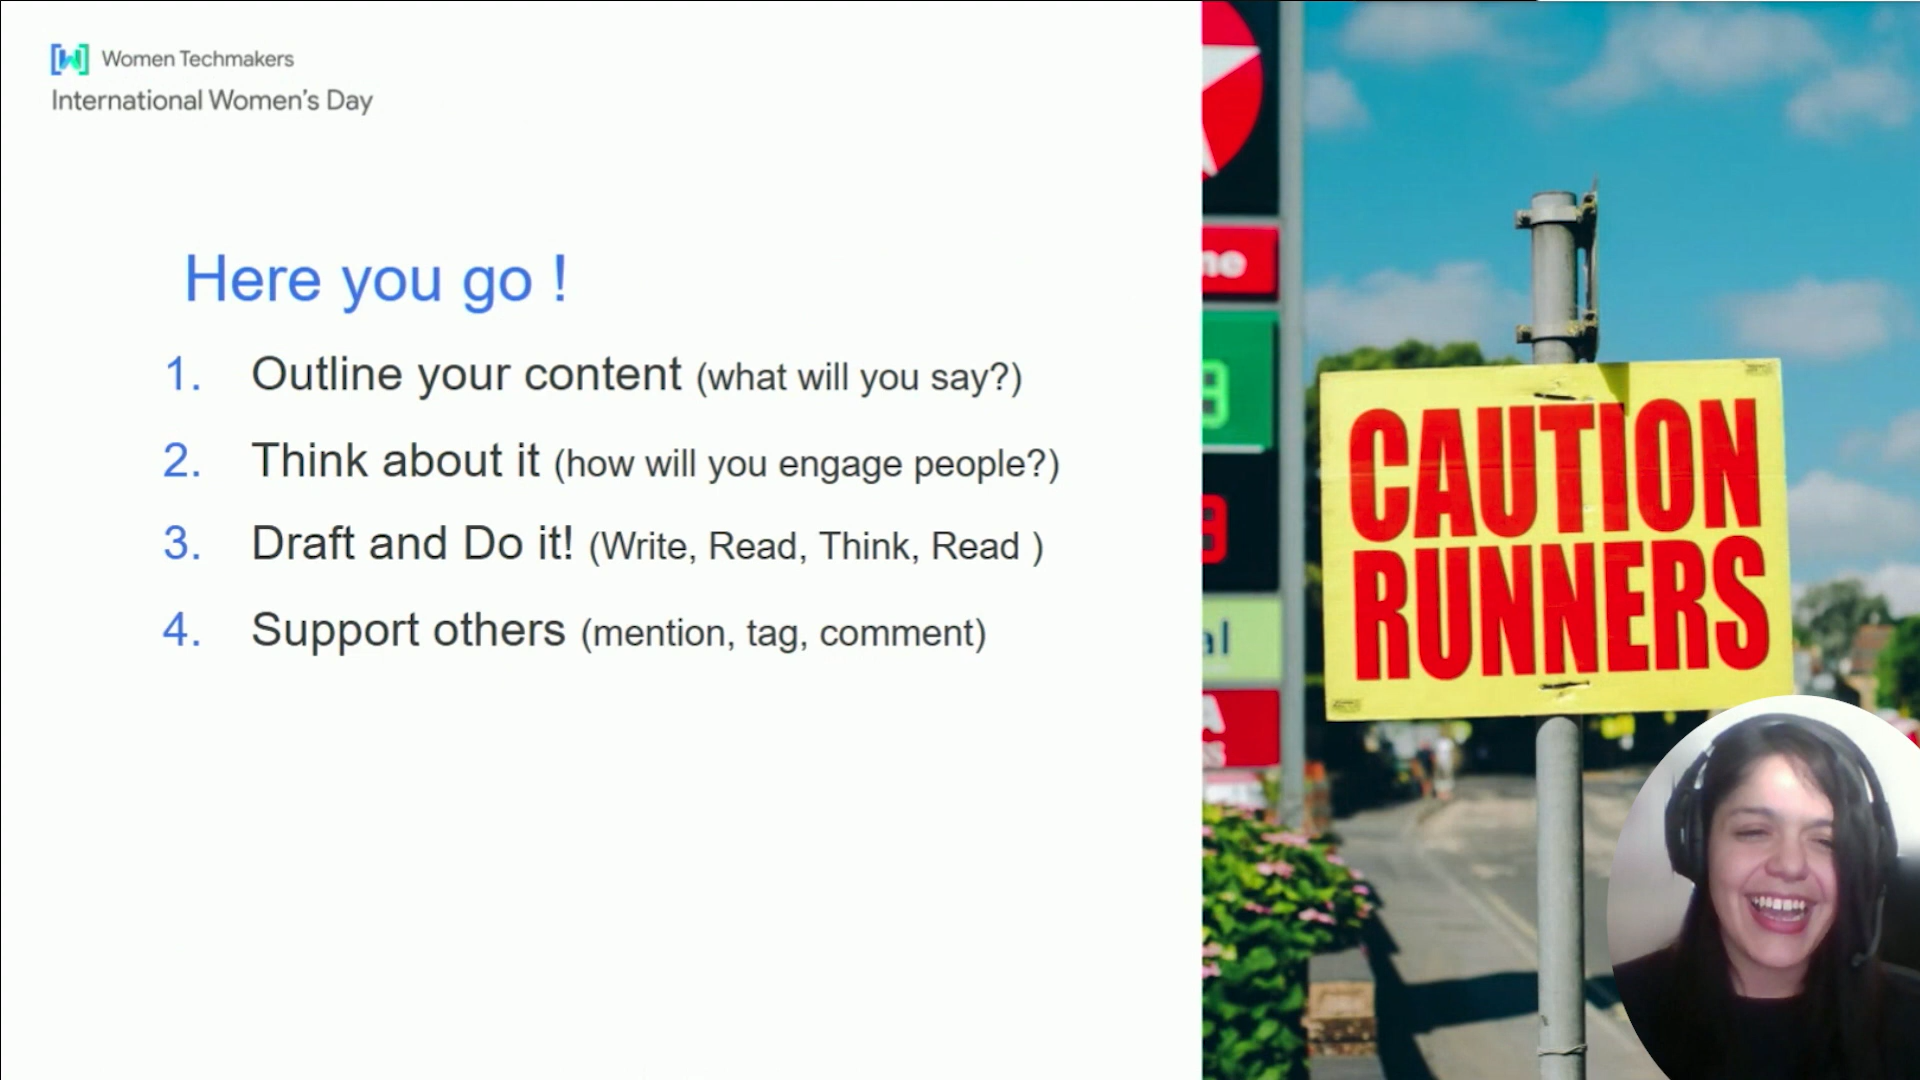 Women Techmakers
International Women's Day
Here you go !
1. Outline your content (what will you say?)
2. Think about it (how will you engage people?)
3. Draft and Do it! (Write, Read, Think, Read )
4. Support others (mention, tag, comment)
CAUTION
RUNNERS